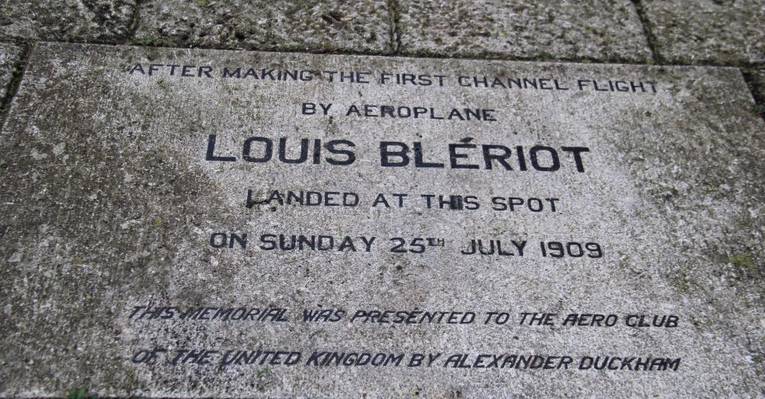 AFTER MAKING THE FIRST CHANNEL FLIGHT
BY AEROPLANE
LOUIS BLÉRIOT
LANDED AT THIS SPOT
ON SUNDAY 25TH JULY 1909
THIS MEMORIAL WAS PRESENTED TO THE AERO CLUB
OF THE UNITED KINGDOM BY ALEXANDER DUCKHAM